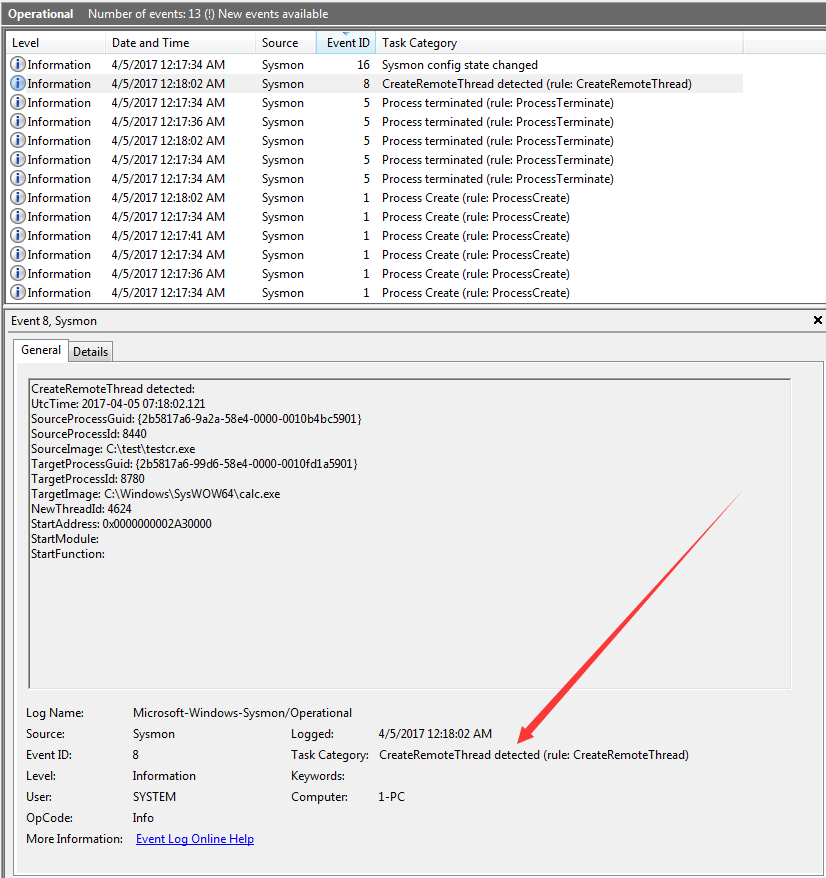 Operational Number of events: 13 (!) New events available
Level Date and Time Source Event ID Task Category
Information 4/5/2017 12:17:34 AM Sysmon 16 Sysmon config state changed
Information 4/5/2017 12:18:02 AM Sysmon 8 CreateRemoteThread detected (rule: CreateRemoteThread)
Information 4/5/2017 12:17:34 AM Sysmon 5 Process terminated (rule: ProcessTerminate)
Information 4/5/2017 12:17:36 AM Sysmon 5 Process terminated (rule: ProcessTerminate)
Information 4/5/2017 12:18:02 AM Sysmon 5 Process terminated (rule: ProcessTerminate)
Information 4/5/2017 12:17:34 AM Sysmon 5 Process terminated (rule: ProcessTerminate)
Information 4/5/2017 12:17:34 AM Sysmon 5 Process terminated (rule: ProcessTerminate)
Information 4/5/2017 12:18:02 AM Sysmon 1 Process Create (rule: ProcessCreate)
Information 4/5/2017 12:17:34 AM Sysmon 1 Process Create (rule: ProcessCreate)
Information 4/5/2017 12:17:41 AM Sysmon 1 Process Create (rule: ProcessCreate)
Information 4/5/2017 12:17:34 AM Sysmon 1 Process Create (rule: ProcessCreate)
Information 4/5/2017 12:17:36 AM Sysmon 1 Process Create (rule: ProcessCreate)
Information 4/5/2017 12:17:34 AM Sysmon 1 Process Create (rule: ProcessCreate)
Event 8, Sysmon
General Details
CreateRemoteThread detected:
UtcTime: 2017-04-05 07:18:02.121
SourceProcessGuid: {2b5817a6-9a2a-58e4-0000-0010b4bc5901}
SourceProcessId: 8440
SourceImage: C:\test\testcr.exe
TargetProcessGuid: {2b5817a6-99d6-58e4-0000-0010fd1a5901}
TargetProcessId: 8780
TargetImage: C:\Windows\SysWOW64\calc.exe
NewThreadId: 4624
StartAddress: 0x0000000002A30000
StartModule:
StartFunction:
Log Name: Microsoft-Windows-Sysmon/Operational
Source: Sysmon Logged: 4/5/2017 12:18:02 AM
Event ID: 8 Task Category: CreateRemoteThread detected (rule: CreateRemoteThread)
Level: Information Keywords:
User: SYSTEM Computer: 1-PC
OpCode: Info
More Information: Event Log Online Help